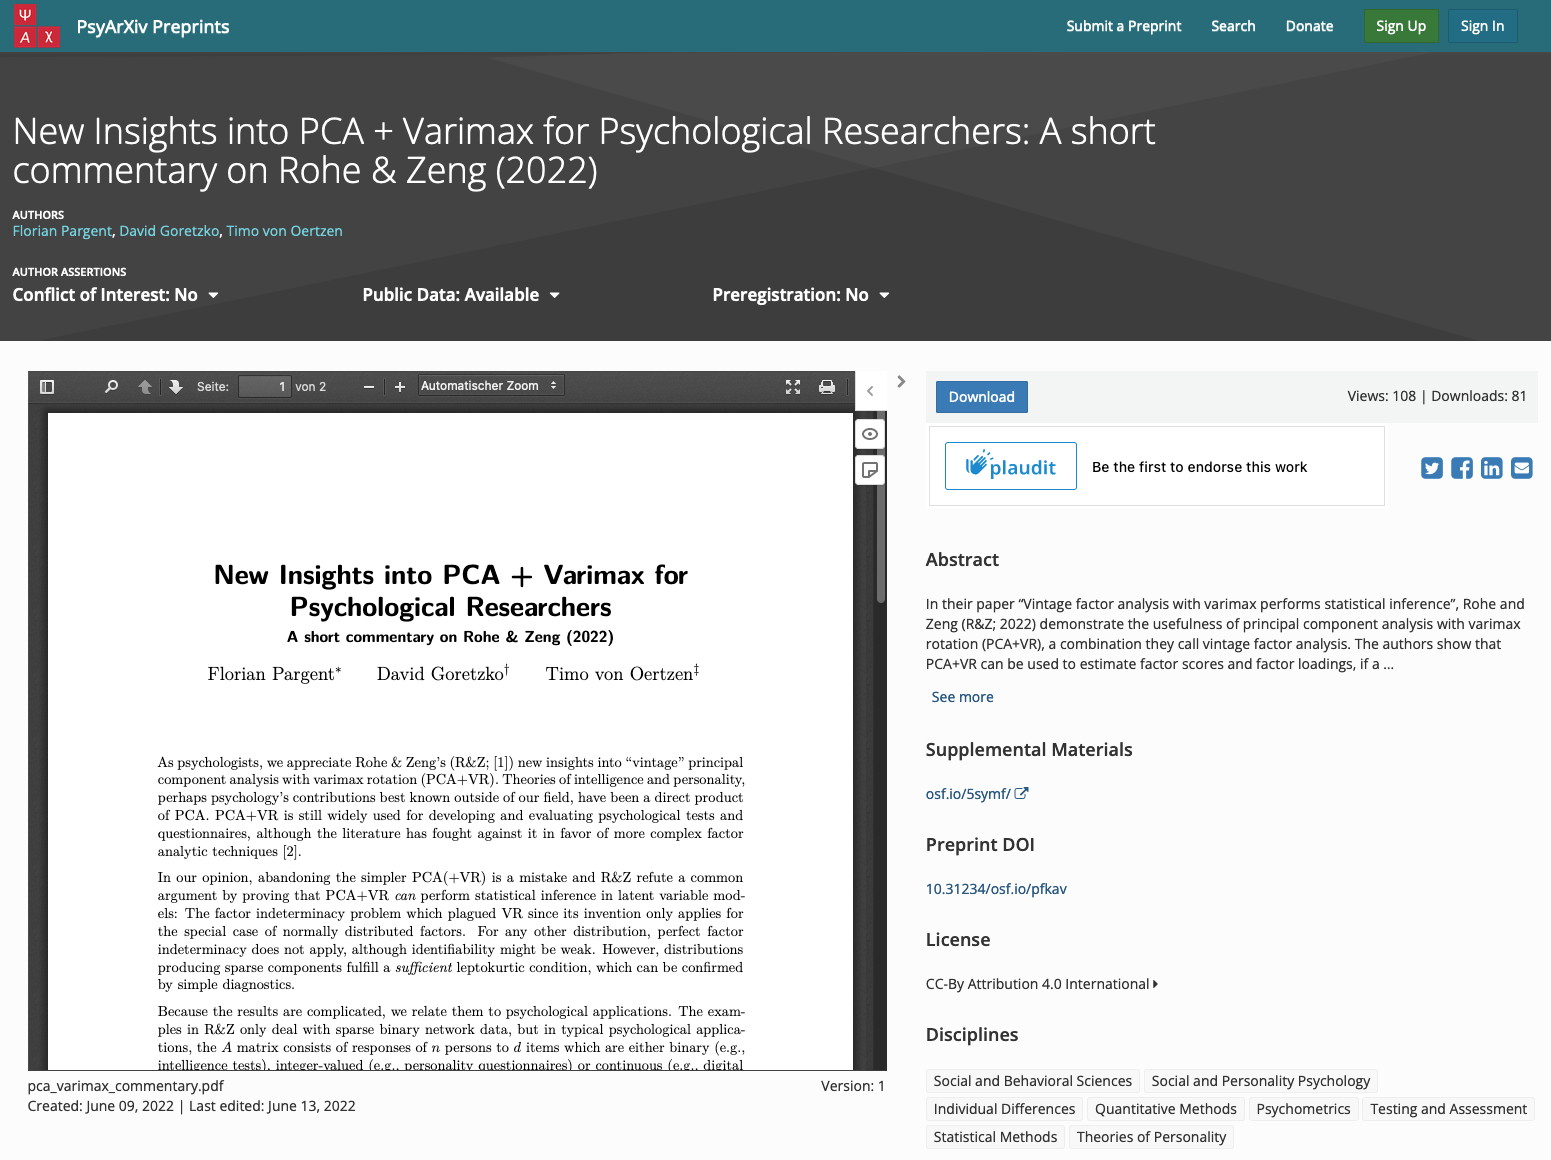 Ψ
A χ
PsyArXiv Preprints
Submit a Preprint
Search
Donate
Sign Up
Sign In
New Insights into PCA + Varimax for Psychological Researchers: A short
commentary on Rohe & Zeng (2022)
AUTHORS
Florian Pargent, David Goretzko, Timo von Oertzen
AUTHOR ASSERTIONS
Conflict of Interest: No
Public Data: Available
Preregistration: No
Seite: 1 von 2
Automatischer Zoom
New Insights into PCA + Varimax for
Psychological Researchers
A short commentary on Rohe & Zeng (2022)
Florian Pargent* David Goretzko† Timo von Oertzen‡
As psychologists, we appreciate Rohe & Zeng's (R&Z; [1]) new insights into “vintage” principal
component analysis with varimax rotation (PCA+VR). Theories of intelligence and personality,
perhaps psychology's contributions best known outside of our field, have been a direct product
of PCA. PCA+VR is still widely used for developing and evaluating psychological tests and
questionnaires, although the literature has fought against it in favor of more complex factor
analytic techniques [2].
In our opinion, abandoning the simpler PCA(+VR) is a mistake and R&Z refute a common
argument by proving that PCA+VR can perform statistical inference in latent variable mod-
els: The factor indeterminacy problem which plagued VR since its invention only applies for
the special case of normally distributed factors. For any other distribution, perfect factor
indeterminacy does not apply, although identifiability might be weak. However, distributions
producing sparse components fulfill a sufficient leptokurtic condition, which can be confirmed
by simple diagnostics.
Because the results are complicated, we relate them to psychological applications. The exam-
ples in R&Z only deal with sparse binary network data, but in typical psychological applica-
tions, the A matrix consists of responses of n persons to d items which are either binary (e.g.,
intelligence tests), integer-valued (e.g., personality questionnaires) or continuous (e.g., digital
pca_varimax_commentary.pdf
Version: 1
Created: June 09, 2022 | Last edited: June 13, 2022
Download
Views: 108 | Downloads: 81
plaudit
Be the first to endorse this work
Abstract
In their paper “Vintage factor analysis with varimax performs statistical inference”, Rohe and
Zeng (R&Z; 2022) demonstrate the usefulness of principal component analysis with varimax
rotation (PCA+VR), a combination they call vintage factor analysis. The authors show that
PCA+VR can be used to estimate factor scores and factor loadings, if a ...
See more
Supplemental Materials
osf.io/5symf/
Preprint DOI
10.31234/osf.io/pfkav
License
CC-By Attribution 4.0 International
Disciplines
Social and Behavioral Sciences
Social and Personality Psychology
Individual Differences
Quantitative Methods
Psychometrics
Testing and Assessment
Statistical Methods
Theories of Personality